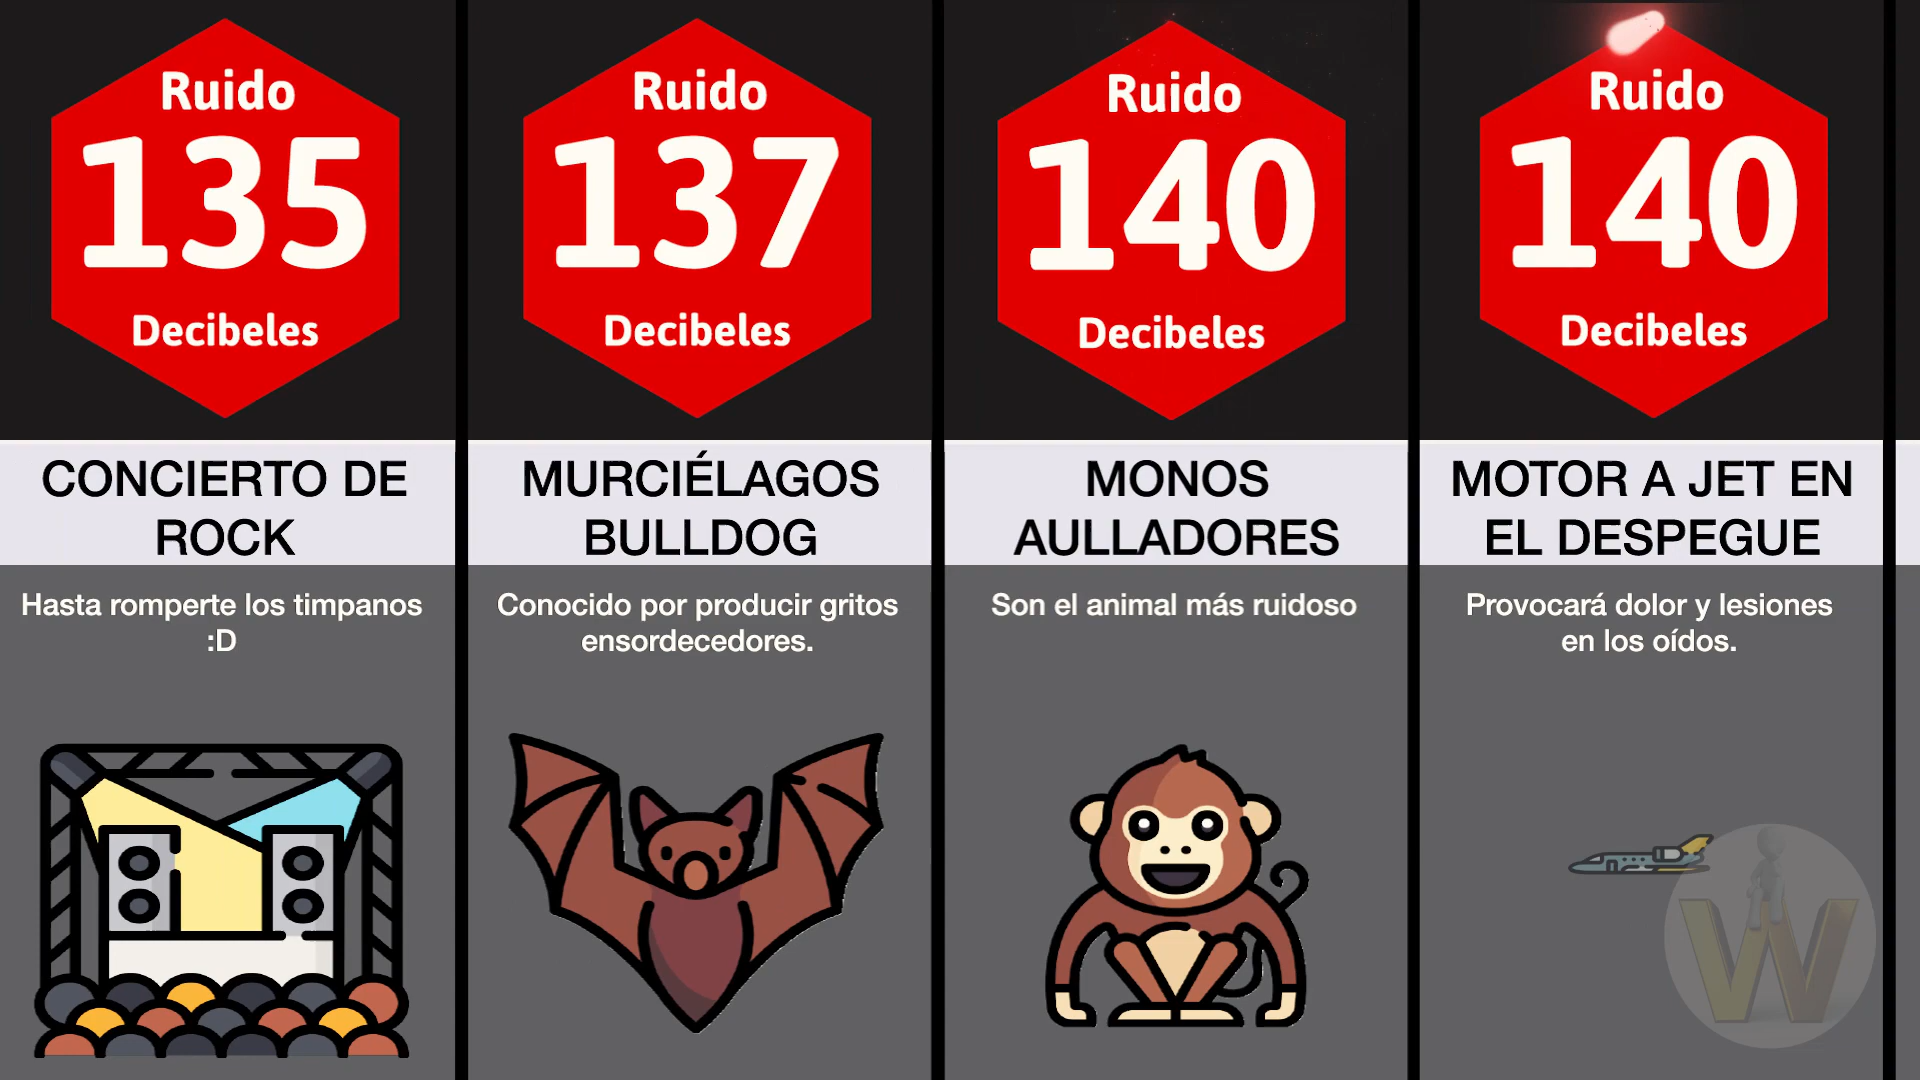 Ruido
135
Decibeles
CONCIERTO DE
ROCK
Hasta romperte los timpanos
:D
Ruido
137
Decibeles
MURCIÉLAGOS
BULLDOG
Conocido por producir gritos
ensordecedores.
Ruido
140
Decibeles
MONOS
AULLADORES
Son el animal más ruidoso
Ruido
140
Decibeles
MOTOR A JET EN
EL DESPEGUE
Provocará dolor y lesiones
en los oídos.
W